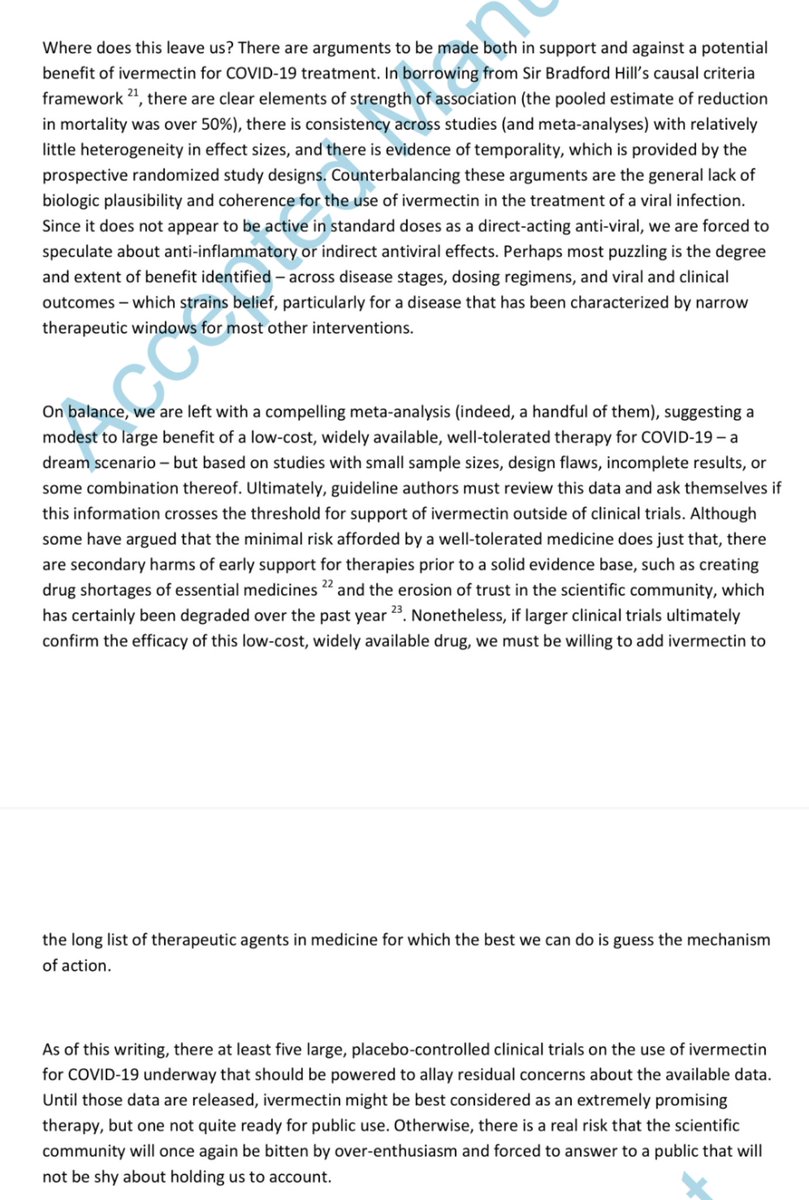 Where does this leave us? There are arguments to be made both in support and against a potential
benefit of ivermectin for COVID-19 treatment. In borrowing from Sir Bradford Hill's causal criteria
framework 21, there are clear elements of strength of association (the pooled estimate of reduction
in mortality was over 50%), there is consistency across studies (and meta-analyses) with relatively
little heterogeneity in effect sizes, and there is evidence of temporality, which is provided by the
prospective randomized study designs. Counterbalancing these arguments are the general lack of
biologic plausibility and coherence for the use of ivermectin in the treatment of a viral infection.
Since it does not appear to be active in standard doses as a direct-acting anti-viral, we are forced to
speculate about anti-inflammatory or indirect antiviral effects. Perhaps most puzzling is the degree
and extent of benefit identified – across disease stages, dosing regimens, and viral and clinical
outcomes – which strains belief, particularly for a disease that has been characterized by narrow
therapeutic windows for most other interventions.
On balance, we are left with a compelling meta-analysis (indeed, a handful of them), suggesting a
modest to large benefit of a low-cost, widely available, well-tolerated therapy for COVID-19 – a
dream scenario – but based on studies with small sample sizes, design flaws, incomplete results, or
some combination thereof. Ultimately, guideline authors must review this data and ask themselves if
this information crosses the threshold for support of ivermectin outside of clinical trials. Although
some have argued that the minimal risk afforded by a well-tolerated medicine does just that, there
are secondary harms of early support for therapies prior to a solid evidence base, such as creating
drug shortages of essential medicines 22 and the erosion of trust in the scientific community, which
has certainly been degraded over the past year 23. Nonetheless, if larger clinical trials ultimately
confirm the efficacy of this low-cost, widely available drug, we must be willing to add ivermectin to
the long list of therapeutic agents in medicine for which the best we can do is guess the mechanism
of action.
As of this writing, there at least five large, placebo-controlled clinical trials on the use of ivermectin
for COVID-19 underway that should be powered to allay residual concerns about the available data.
Until those data are released, ivermectin might be best considered as an extremely promising
therapy, but one not quite ready for public use. Otherwise, there is a real risk that the scientific
community will once again be bitten by over-enthusiasm and forced to answer to a public that will
not be shy about holding us to account.
Accepted Manu